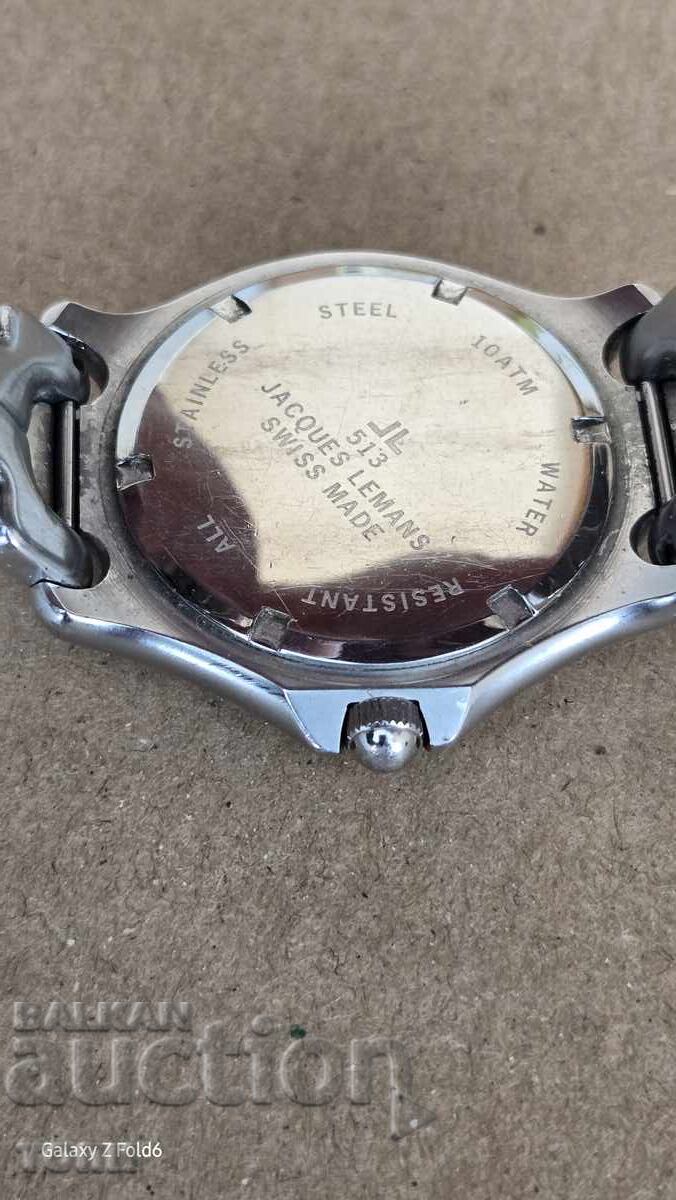 ALL STAINLESS STEEL 10ATM WATER RESISTANT
JL
513
JACQUES LEMANS
SWISS MADE
BALKAN
auction
Galaxy Z Fold6